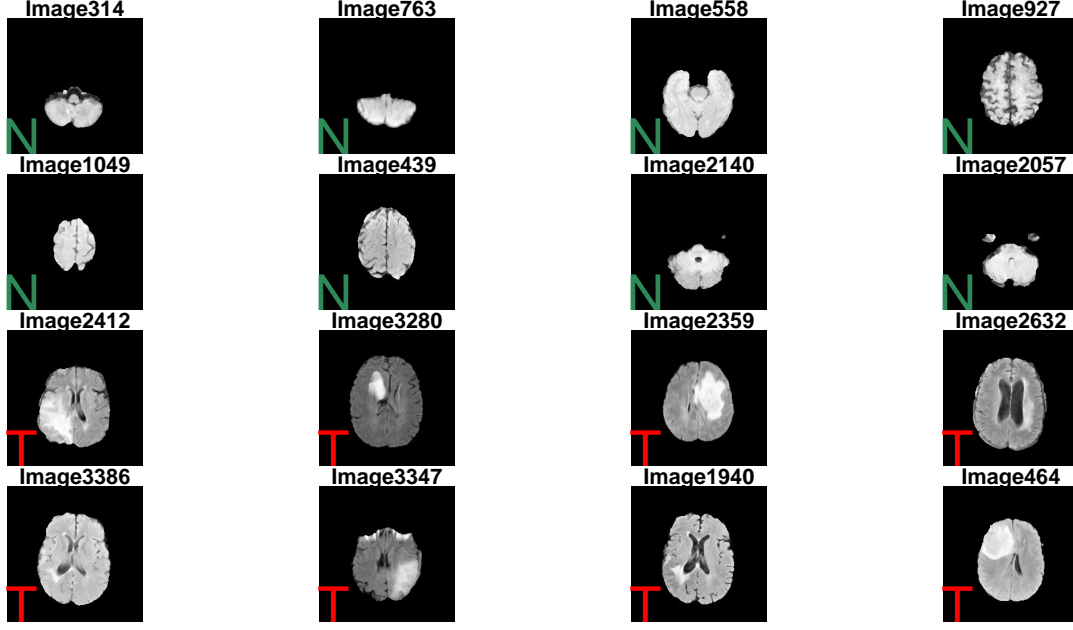 Image314 Image763 Image558 Image927
N N N N
Image1049 Image439 Image2140 Image2057
N N N N
Image2412 Image3280 Image2359 Image2632
T T T T
Image3386 Image3347 Image1940 Image464
T T T T